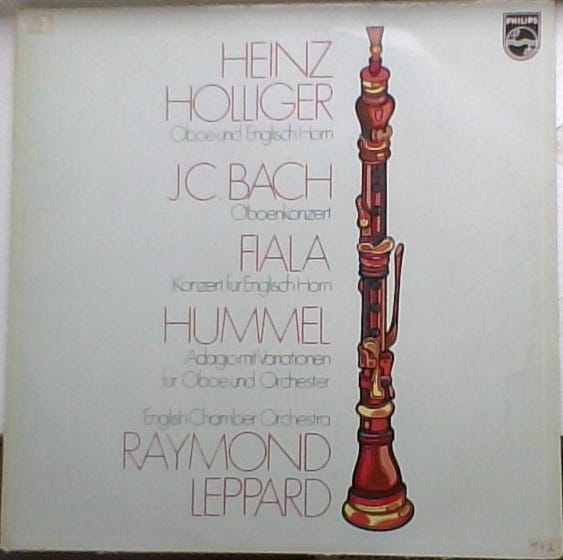 PHILIPS
HEINZ
HOLLIGER
Oboe und Englisch Horn
J.C. BACH
Oboenkonzert
FIALA
Konzert für Englisch Horn
HUMMEL
Adagio mit Variationen
für Oboe und Orchester
English Chamber Orchestra
RAYMOND
LEPPARD